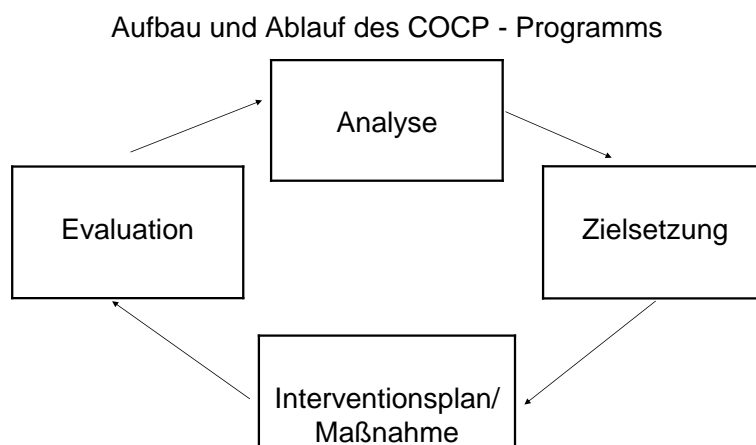 Aufbau und Ablauf des COCP - Programms
Analyse
Evaluation
Zielsetzung
Interventionsplan/
Maßnahme